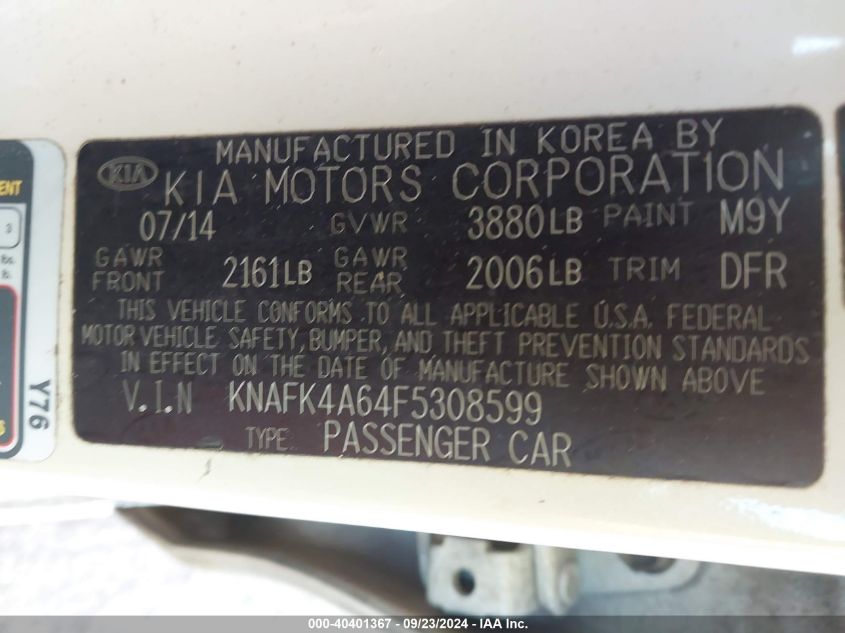 MANUFACTURED IN KOREA BY
KIA KIA MOTORS CORPORATION
07/14 GVWR 3880LB PAINT M9Y
GAWR FRONT 2161LB GAWR REAR 2006LB TRIM DFR
THIS VEHICLE CONFORMS TO ALL APPLICABLE U.S.A. FEDERAL
MOTOR VEHICLE SAFETY, BUMPER, AND THEFT PREVENTION STANDARDS
IN EFFECT ON THE DATE OF MANUFACTURE SHOWN ABOVE
V.I.N KNAFK4A64F5308599
TYPE: PASSENGER CAR
Y76
3
000-40401367 - 09/23/2024 - IAAI Inc.